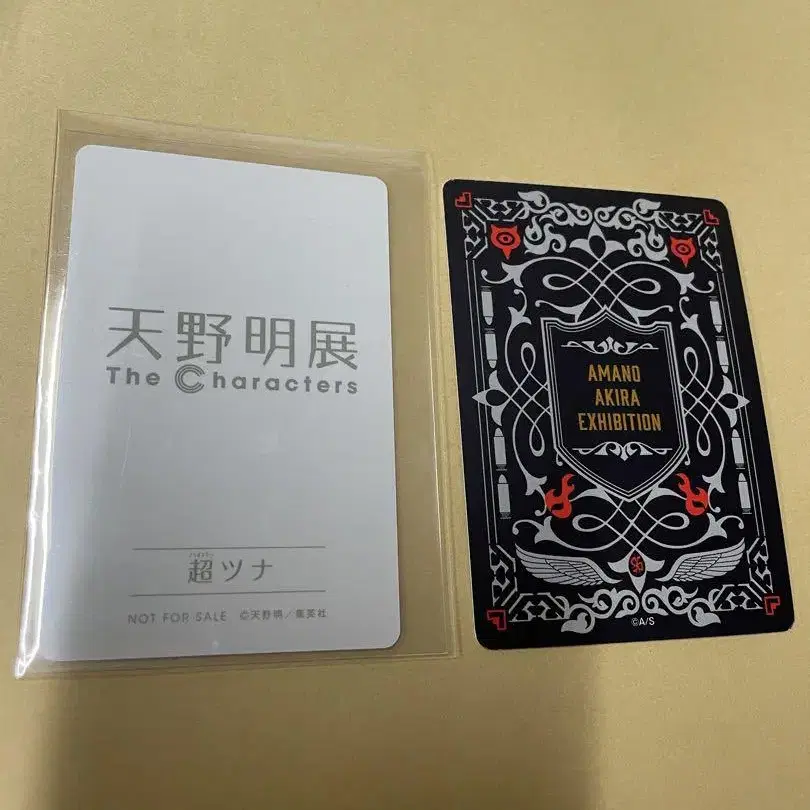 天野明展
The Characters
ハイパー
超ツナ
NOT FOR SALE ©天野明／集英社
AMANO
AKIRA
EXHIBITION
©A/S